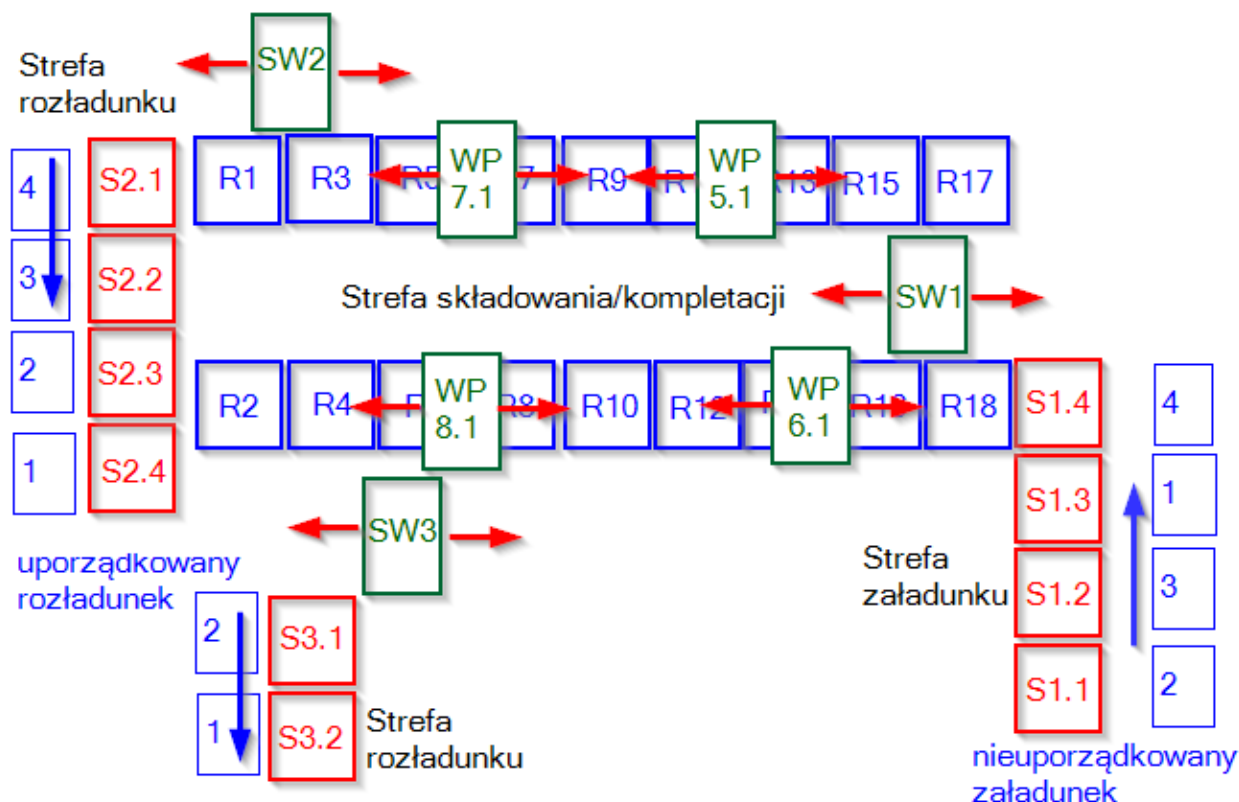 Strefa
rozładunku
SW2
4
S2.1
R1
R3
WP
7.1
R9
WP
5.1
R15
R17
3
S2.2
Strefa składowania/kompletacji
SW1
2
S2.3
R2
R4
WP
8.1
R8
R10
R12
WP
6.1
R18
S1.4
4
1
S2.4
SW3
S1.3
1
uporządkowany
rozładunek
Strefa
załadunku
S1.2
3
2
S3.1
S1.1
2
1
S3.2
Strefa
rozładunku
nieuporządkowany
załadunek